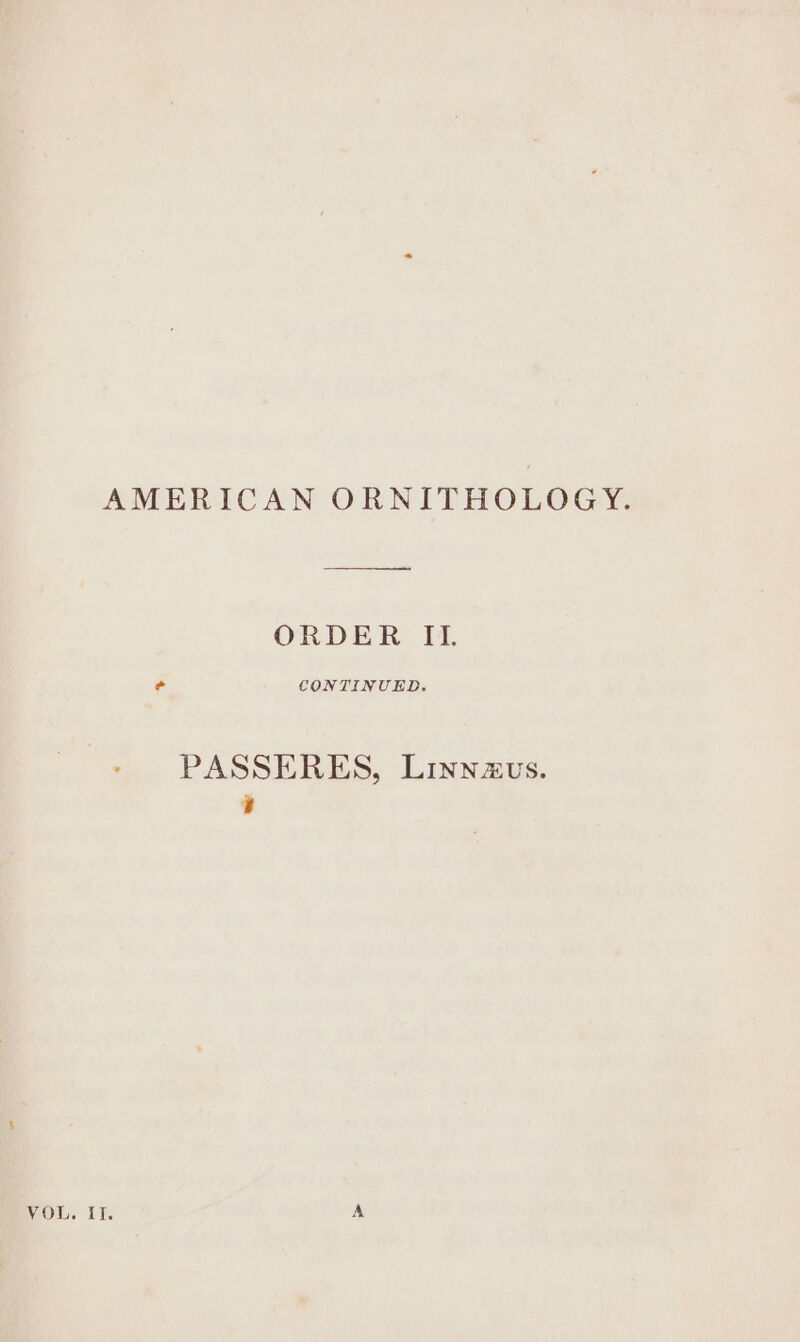 AMERICAN ORNITHOLOGY.
ORDER II.
CONTINUED.
PASSERES, Linnæus.
VOL. II. A